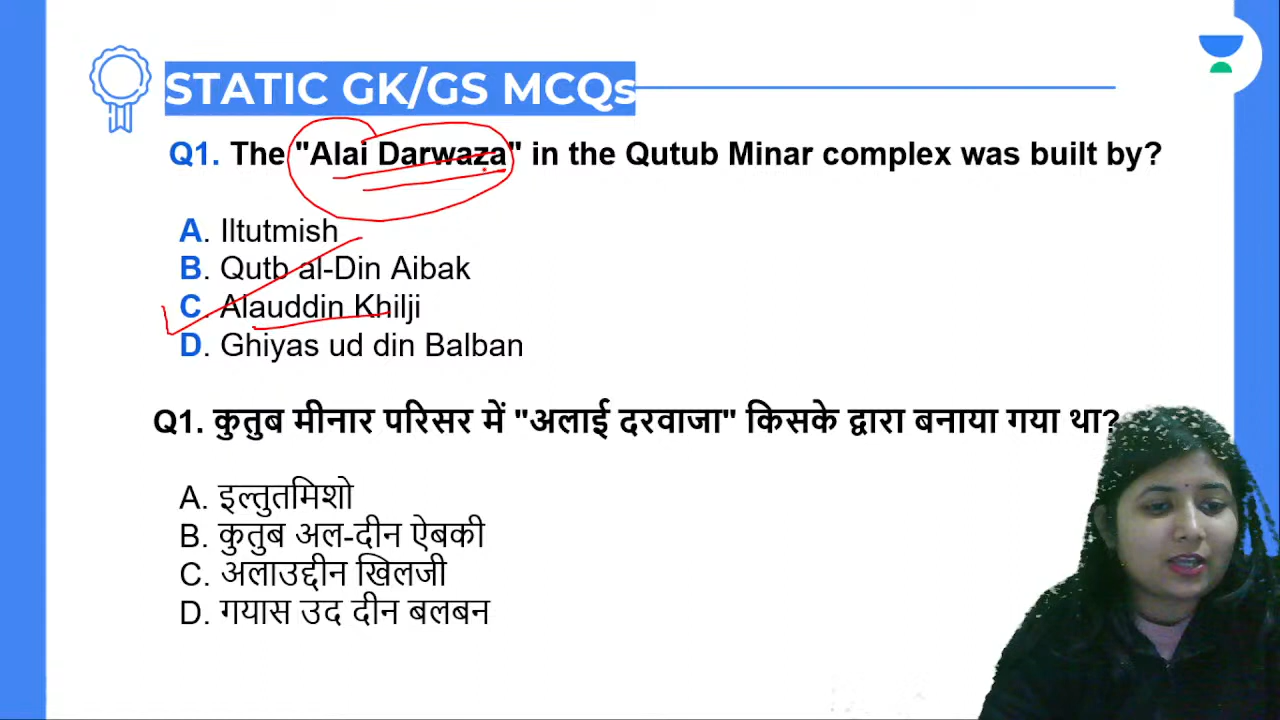 STATIC GK/GS MCQs
Q1. The "Alai Darwaza" in the Qutub Minar complex was built by?
A. Iltutmish
B. Qutb al-Din Aibak
C. Alauddin Khilji
D. Ghiyas ud din Balban
Q1. कुतुब मीनार परिसर में "अलाई दरवाजा" किसके द्वारा बनाया गया था?
A. इल्तुतमिशो
B. कुतुब अल-दीन ऐबकी
C. अलाउद्दीन खिलजी
D. गयास उद दीन बलबन